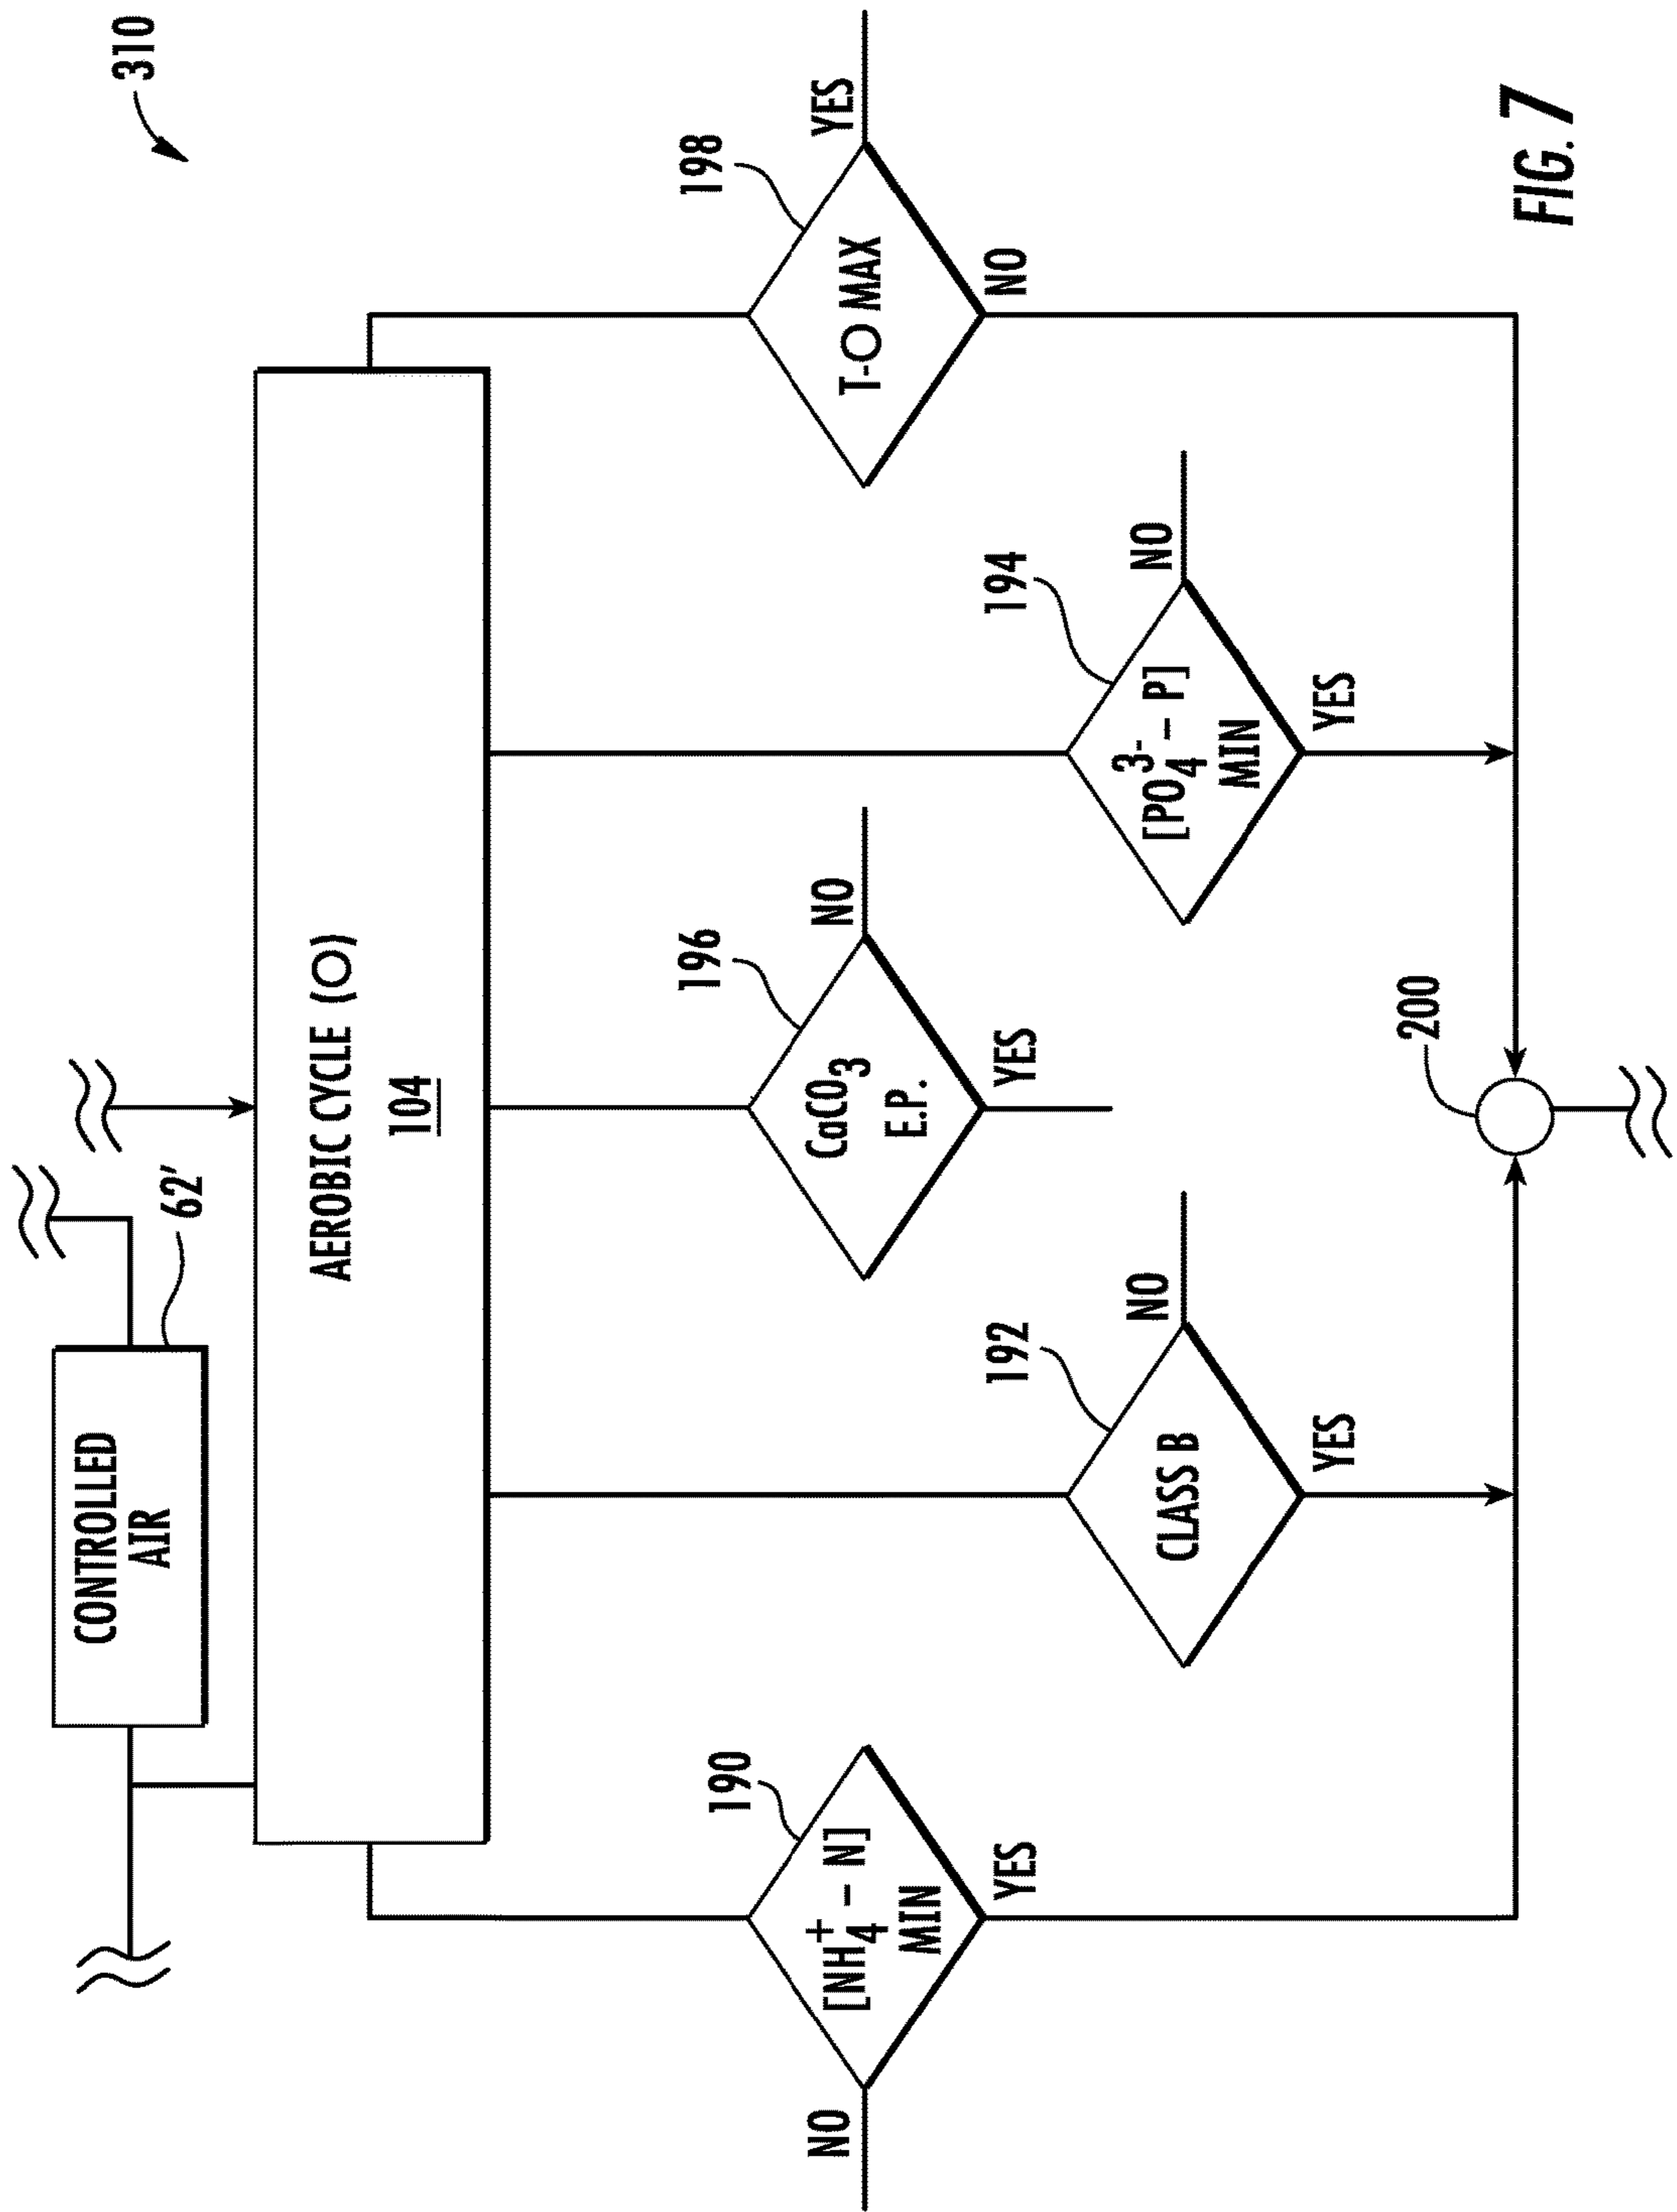 310
CONTROLLED
AIR
62'
AEROBIC CYCLE (O)
104
190
[NH4+ – N]
MIN
NO
YES
192
CLASS B
NO
YES
196
CaCO3
E.P.
NO
YES
194
[PO43- – P]
MIN
NO
YES
198
T-O MAX
YES
NO
200
FIG. 7